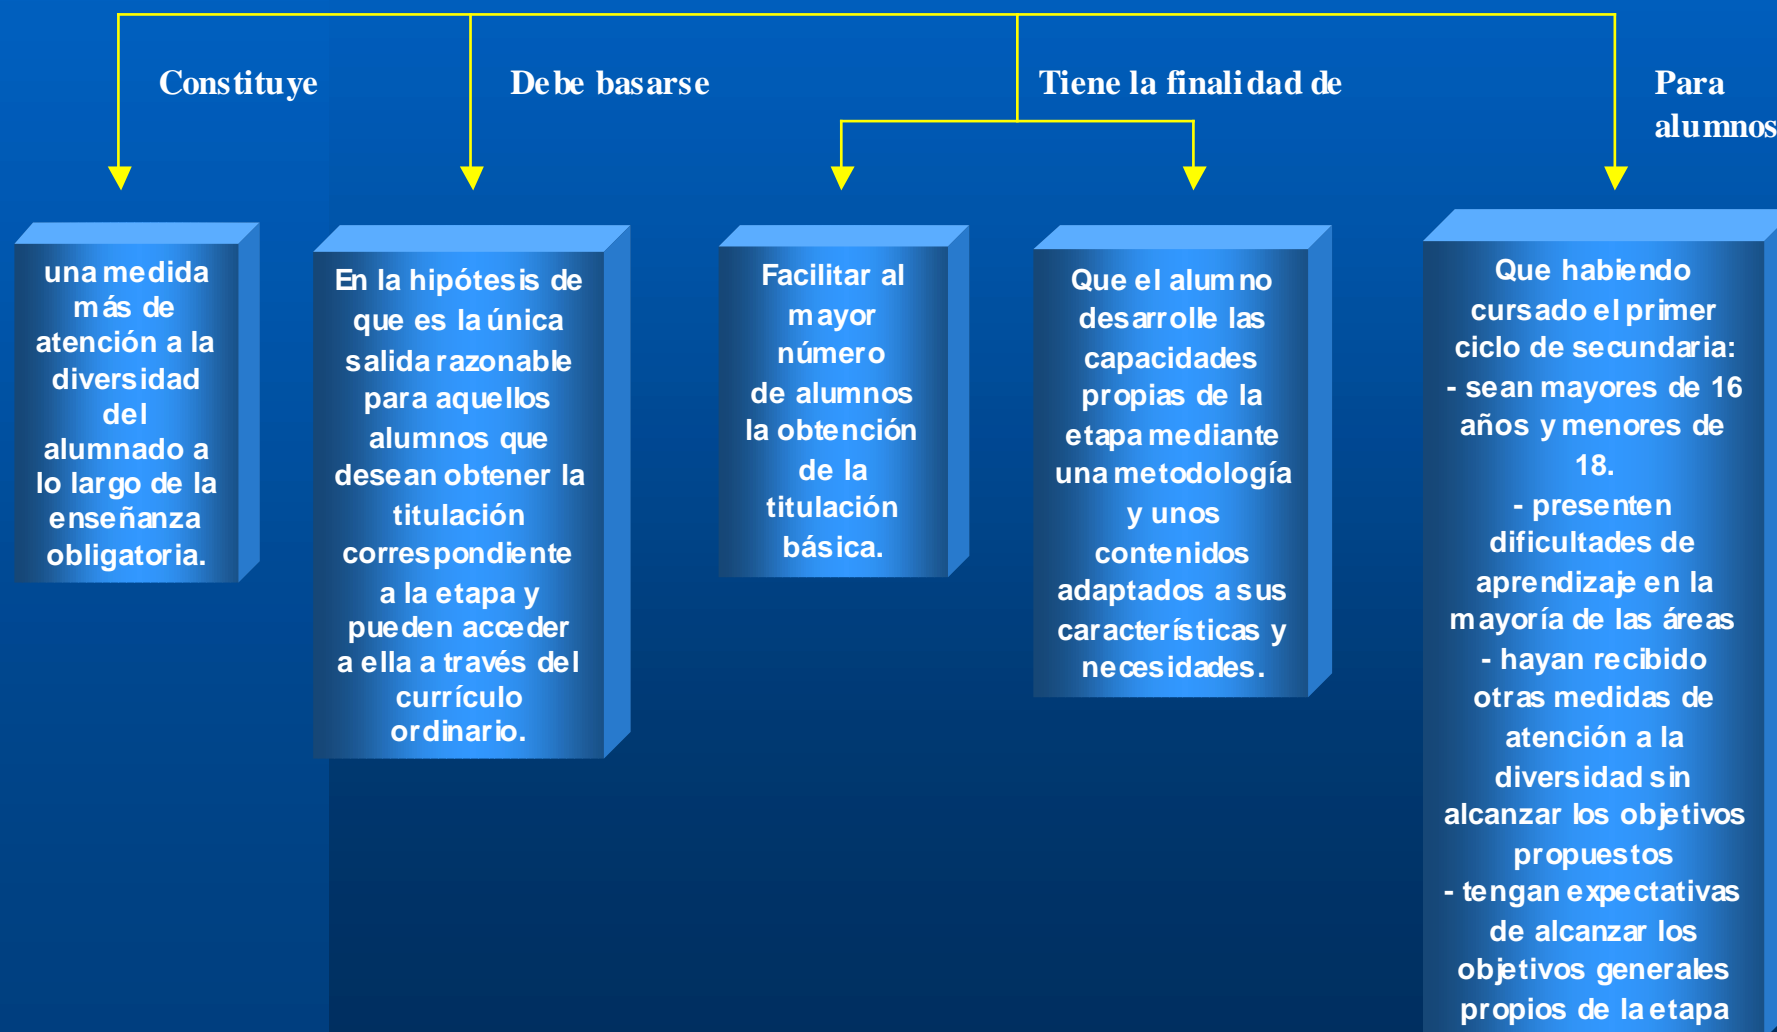 Constituye
Debe basarse
Tiene la finalidad de
Para
alumnos
una medida
más de
atención a la
diversidad
del
alumnado a
lo largo de la
enseñanza
obligatoria.
En la hipótesis de
que es la única
salida razonable
para aquellos
alumnos que
desean obtener la
titulación
correspondiente
a la etapa y
pueden acceder
a ella a través del
currículo
ordinario.
Facilitar al
mayor
número
de alumnos
la obtención
de la
titulación
básica.
Que el alumno
desarrolle las
capacidades
propias de la
etapa mediante
una metodología
y unos
contenidos
adaptados a sus
características y
necesidades.
Que habiendo
cursado el primer
ciclo de secundaria:
- sean mayores de 16
años y menores de
18.
- presenten
dificultades de
aprendizaje en la
mayoría de las áreas
- hayan recibido
otras medidas de
atención a la
diversidad sin
alcanzar los objetivos
propuestos
- tengan expectativas
de alcanzar los
objetivos generales
propios de la etapa